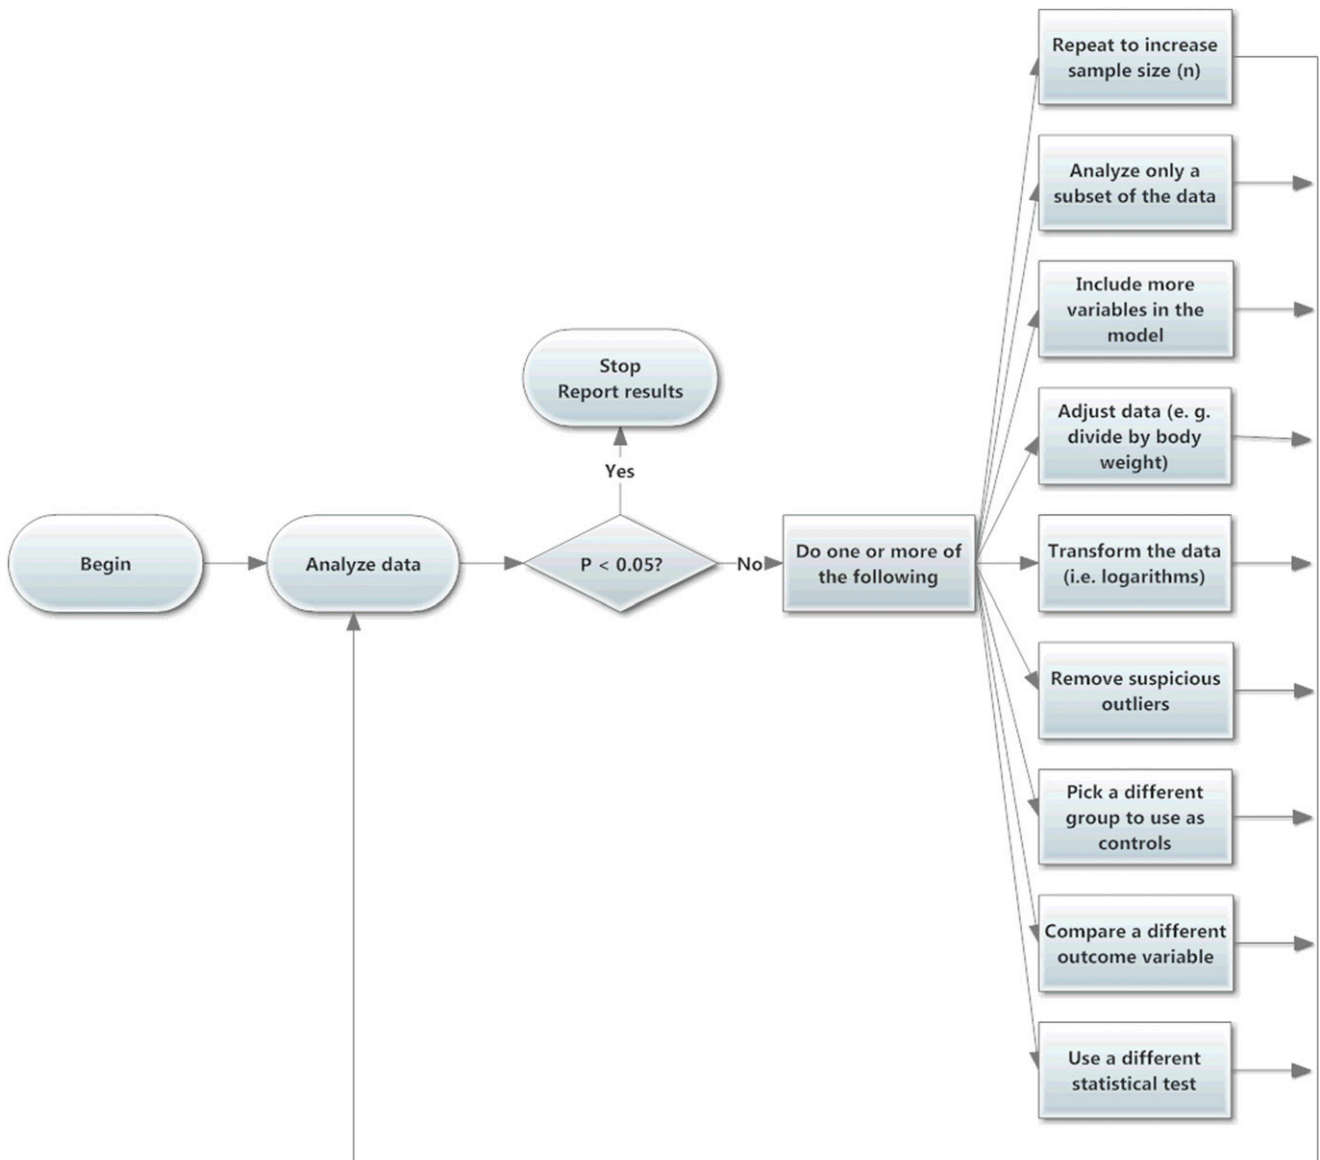 Repeat to increase
sample size (n)
Analyze only a
subset of the data
Include more
variables in the
model
Stop
Report results
Adjust data (e. g.
divide by body
weight)
Yes
Begin
Analyze data
P < 0.05?
No
Do one or more of
the following
Transform the data
(i.e. logarithms)
Remove suspicious
outliers
Pick a different
group to use as
controls
Compare a different
outcome variable
Use a different
statistical test